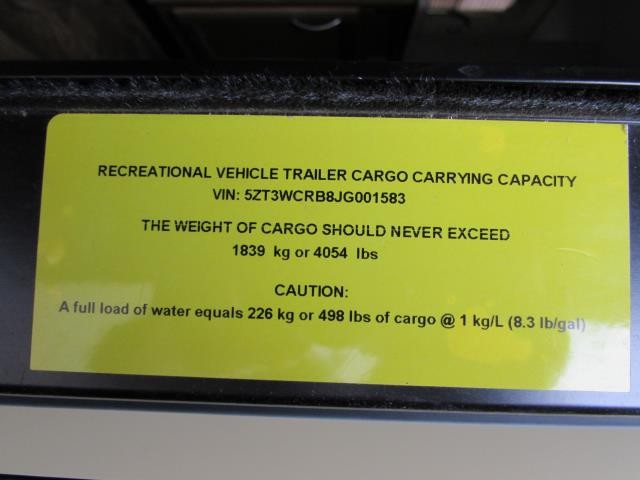 RECREATIONAL VEHICLE TRAILER CARGO CARRYING CAPACITY
VIN: 5ZT3WCRB8JG001583
THE WEIGHT OF CARGO SHOULD NEVER EXCEED
1839 kg or 4054 lbs
CAUTION:
A full load of water equals 226 kg or 498 lbs of cargo @ 1 kg/L (8.3 lb/gal)